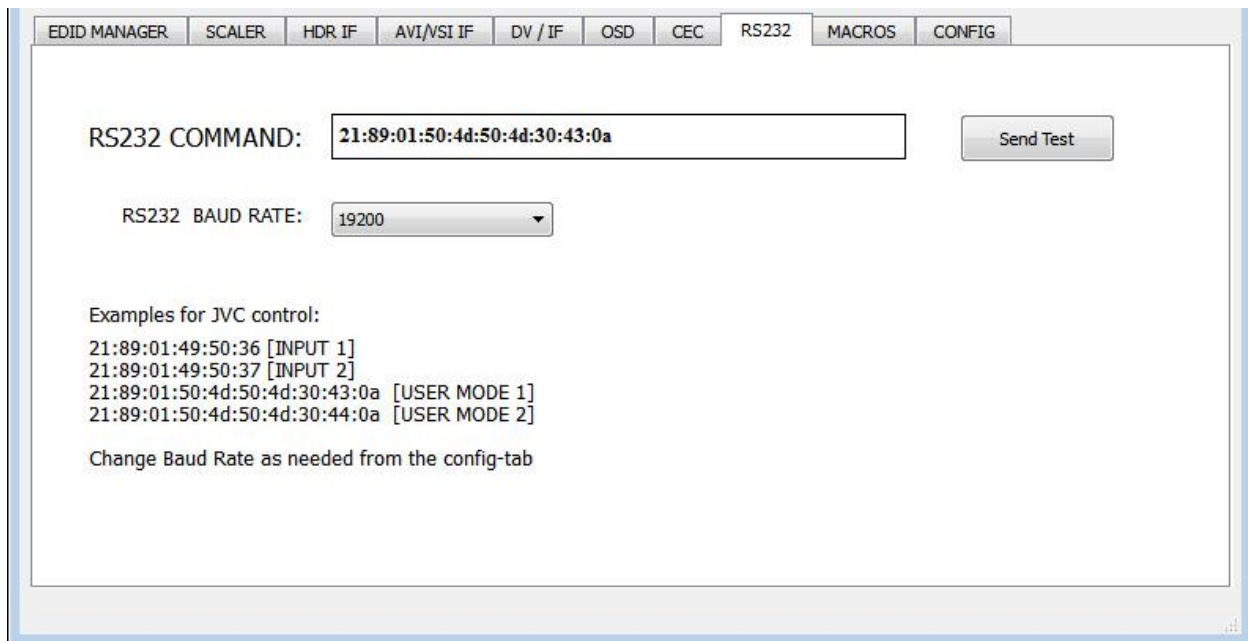 EDID MANAGER SCALER HDR IF AVI/VSI IF DV / IF OSD CEC RS232 MACROS CONFIG
RS232 COMMAND: 21:89:01:50:4d:50:4d:30:43:0a Send Test
RS232 BAUD RATE: 19200
Examples for JVC control:
21:89:01:49:50:36 [INPUT 1]
21:89:01:49:50:37 [INPUT 2]
21:89:01:50:4d:50:4d:30:43:0a [USER MODE 1]
21:89:01:50:4d:50:4d:30:44:0a [USER MODE 2]
Change Baud Rate as needed from the config-tab